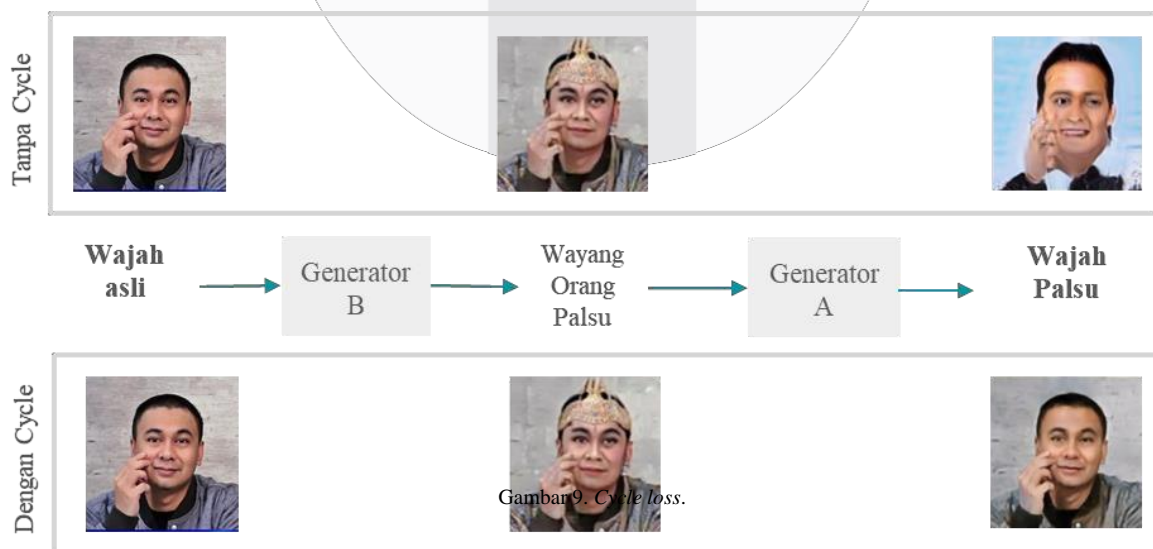 Tanpa Cycle
Wajah
asli
Generator
B
Wayang
Orang
Palsu
Generator
A
Wajah
Palsu
Dengan Cycle
Gambar 9. Cycle loss.